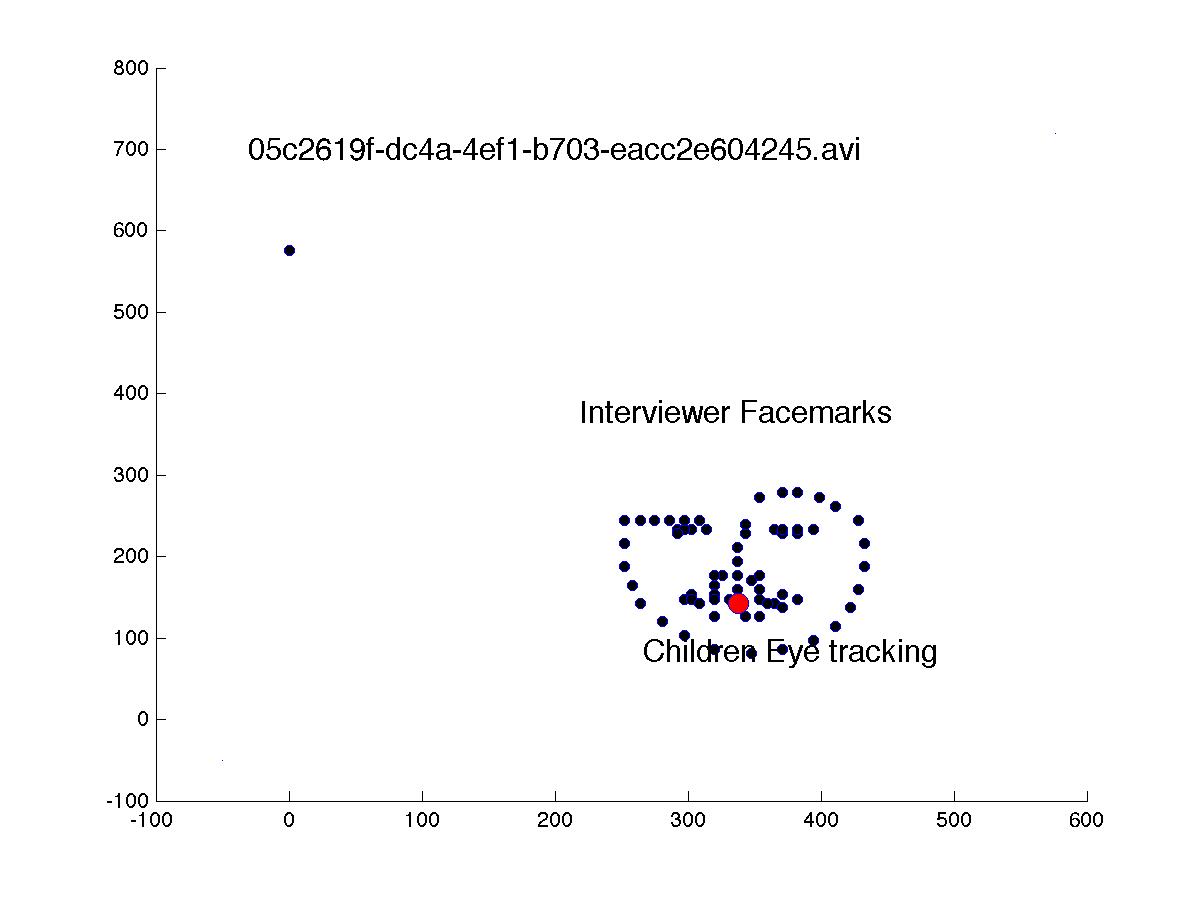 800
700
05c2619f-dc4a-4ef1-b703-eacc2e604245.avi
600
500
400
Interviewer Facemarks
300
200
100
Children Eye tracking
0
-100
-100 0 100 200 300 400 500 600